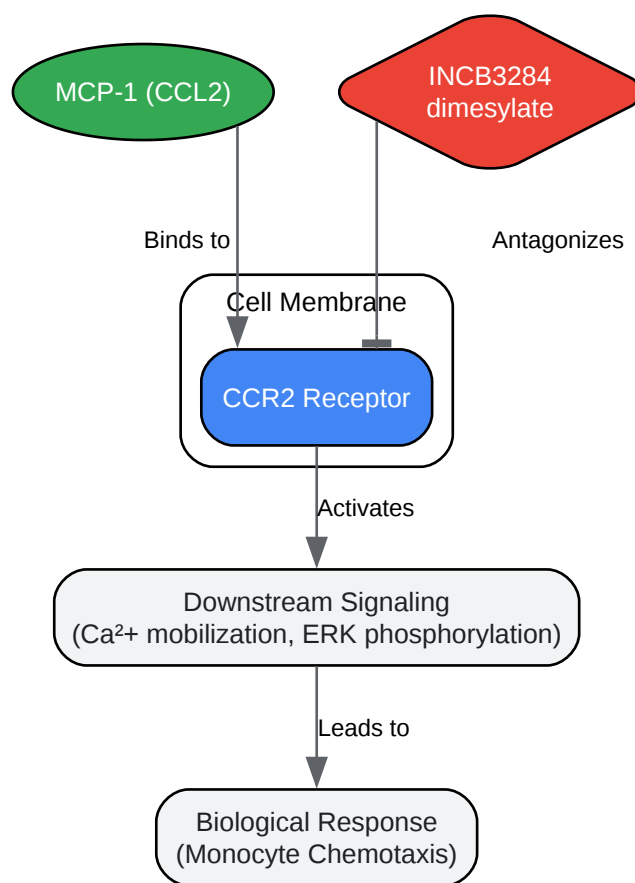 MCP-1 (CCL2)
INCB3284
dimesylate
Binds to
Antagonizes
Cell Membrane
CCR2 Receptor
Activates
Downstream Signaling
(Ca²+ mobilization, ERK phosphorylation)
Leads to
Biological Response
(Monocyte Chemotaxis)